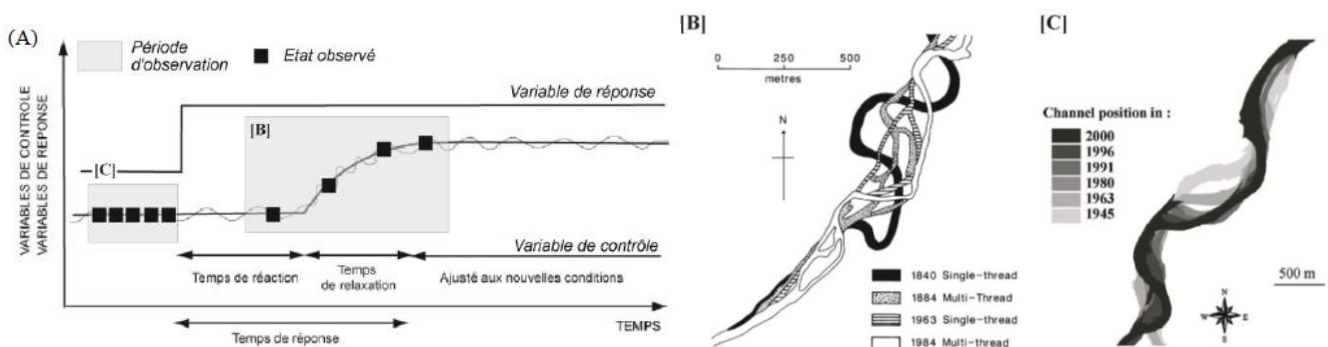 (A)
Période
d'observation
Etat observé
Variable de réponse
[B]
[C]
VARIABLES DE CONTROLE
VARIABLES DE REPONSE
Variable de contrôle
Temps de réaction
Temps
de relaxation
Ajusté aux nouvelles conditions
TEMPS
Temps de réponse
[B]
0 250 500
metres
N
1840 Single-thread
1884 Multi-Thread
1963 Single-thread
1984 Multi-thread
[C]
Channel position in :
2000
1996
1991
1980
1963
1945
500 m
N
W E
S